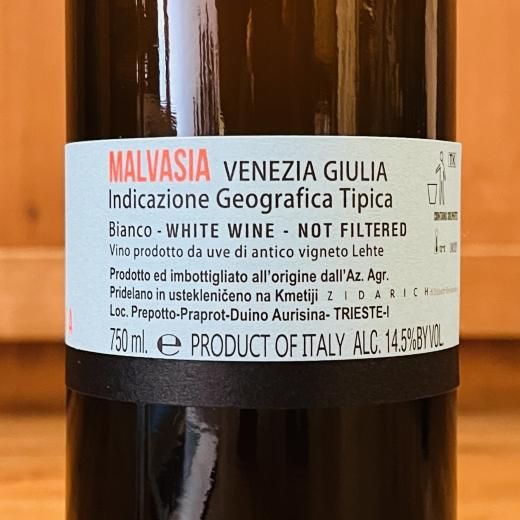 MALVASIA VENEZIA GIULIA
Indicazione Geografica Tipica
Bianco - WHITE WINE - NOT FILTERED
Vino prodotto da uve di antico vigneto Lehte
Prodotto ed imbottigliato all'origine dall'Az. Agr.
Pridelano in ustekleničeno na Kmetiji ZIDARICH
Loc. Prepotto-Praprot-Duino Aurisina- TRIESTE-I
750 ml. ℮ PRODUCT OF ITALY ALC. 14.5%BY VOL
A